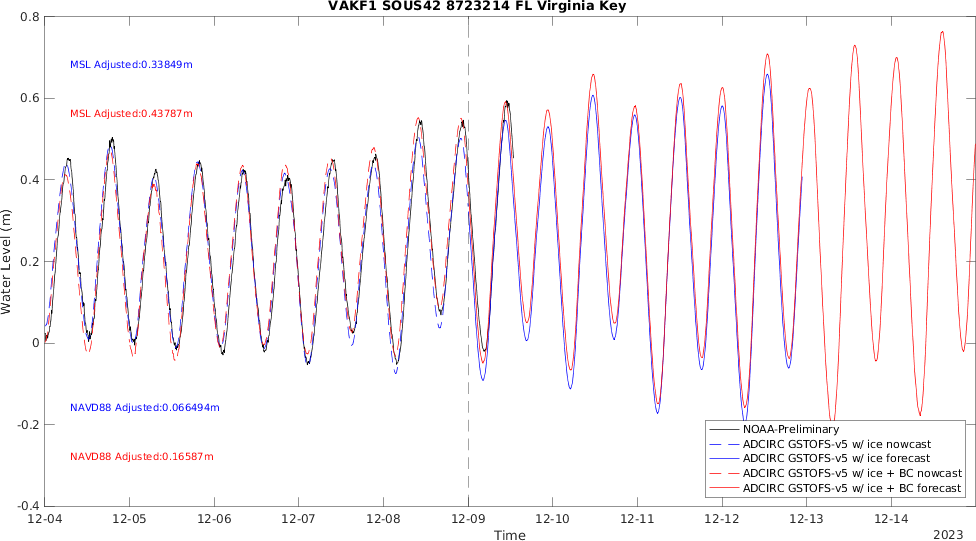 VAKF1 SOUS42 8723214 FL Virginia Key
0.8
0.6
0.4
0.2
0
-0.2
-0.4
Water Level (m)
MSL Adjusted:0.33849m
MSL Adjusted:0.43787m
NAVD88 Adjusted:0.066494m
NAVD88 Adjusted:0.16587m
NOAA-Preliminary
ADCIRC GSTOFS-v5 w/ ice nowcast
ADCIRC GSTOFS-v5 w/ ice forecast
ADCIRC GSTOFS-v5 w/ ice + BC nowcast
ADCIRC GSTOFS-v5 w/ ice + BC forecast
12-04 12-05 12-06 12-07 12-08 12-09 12-10 12-11 12-12 12-13 12-14
Time
2023